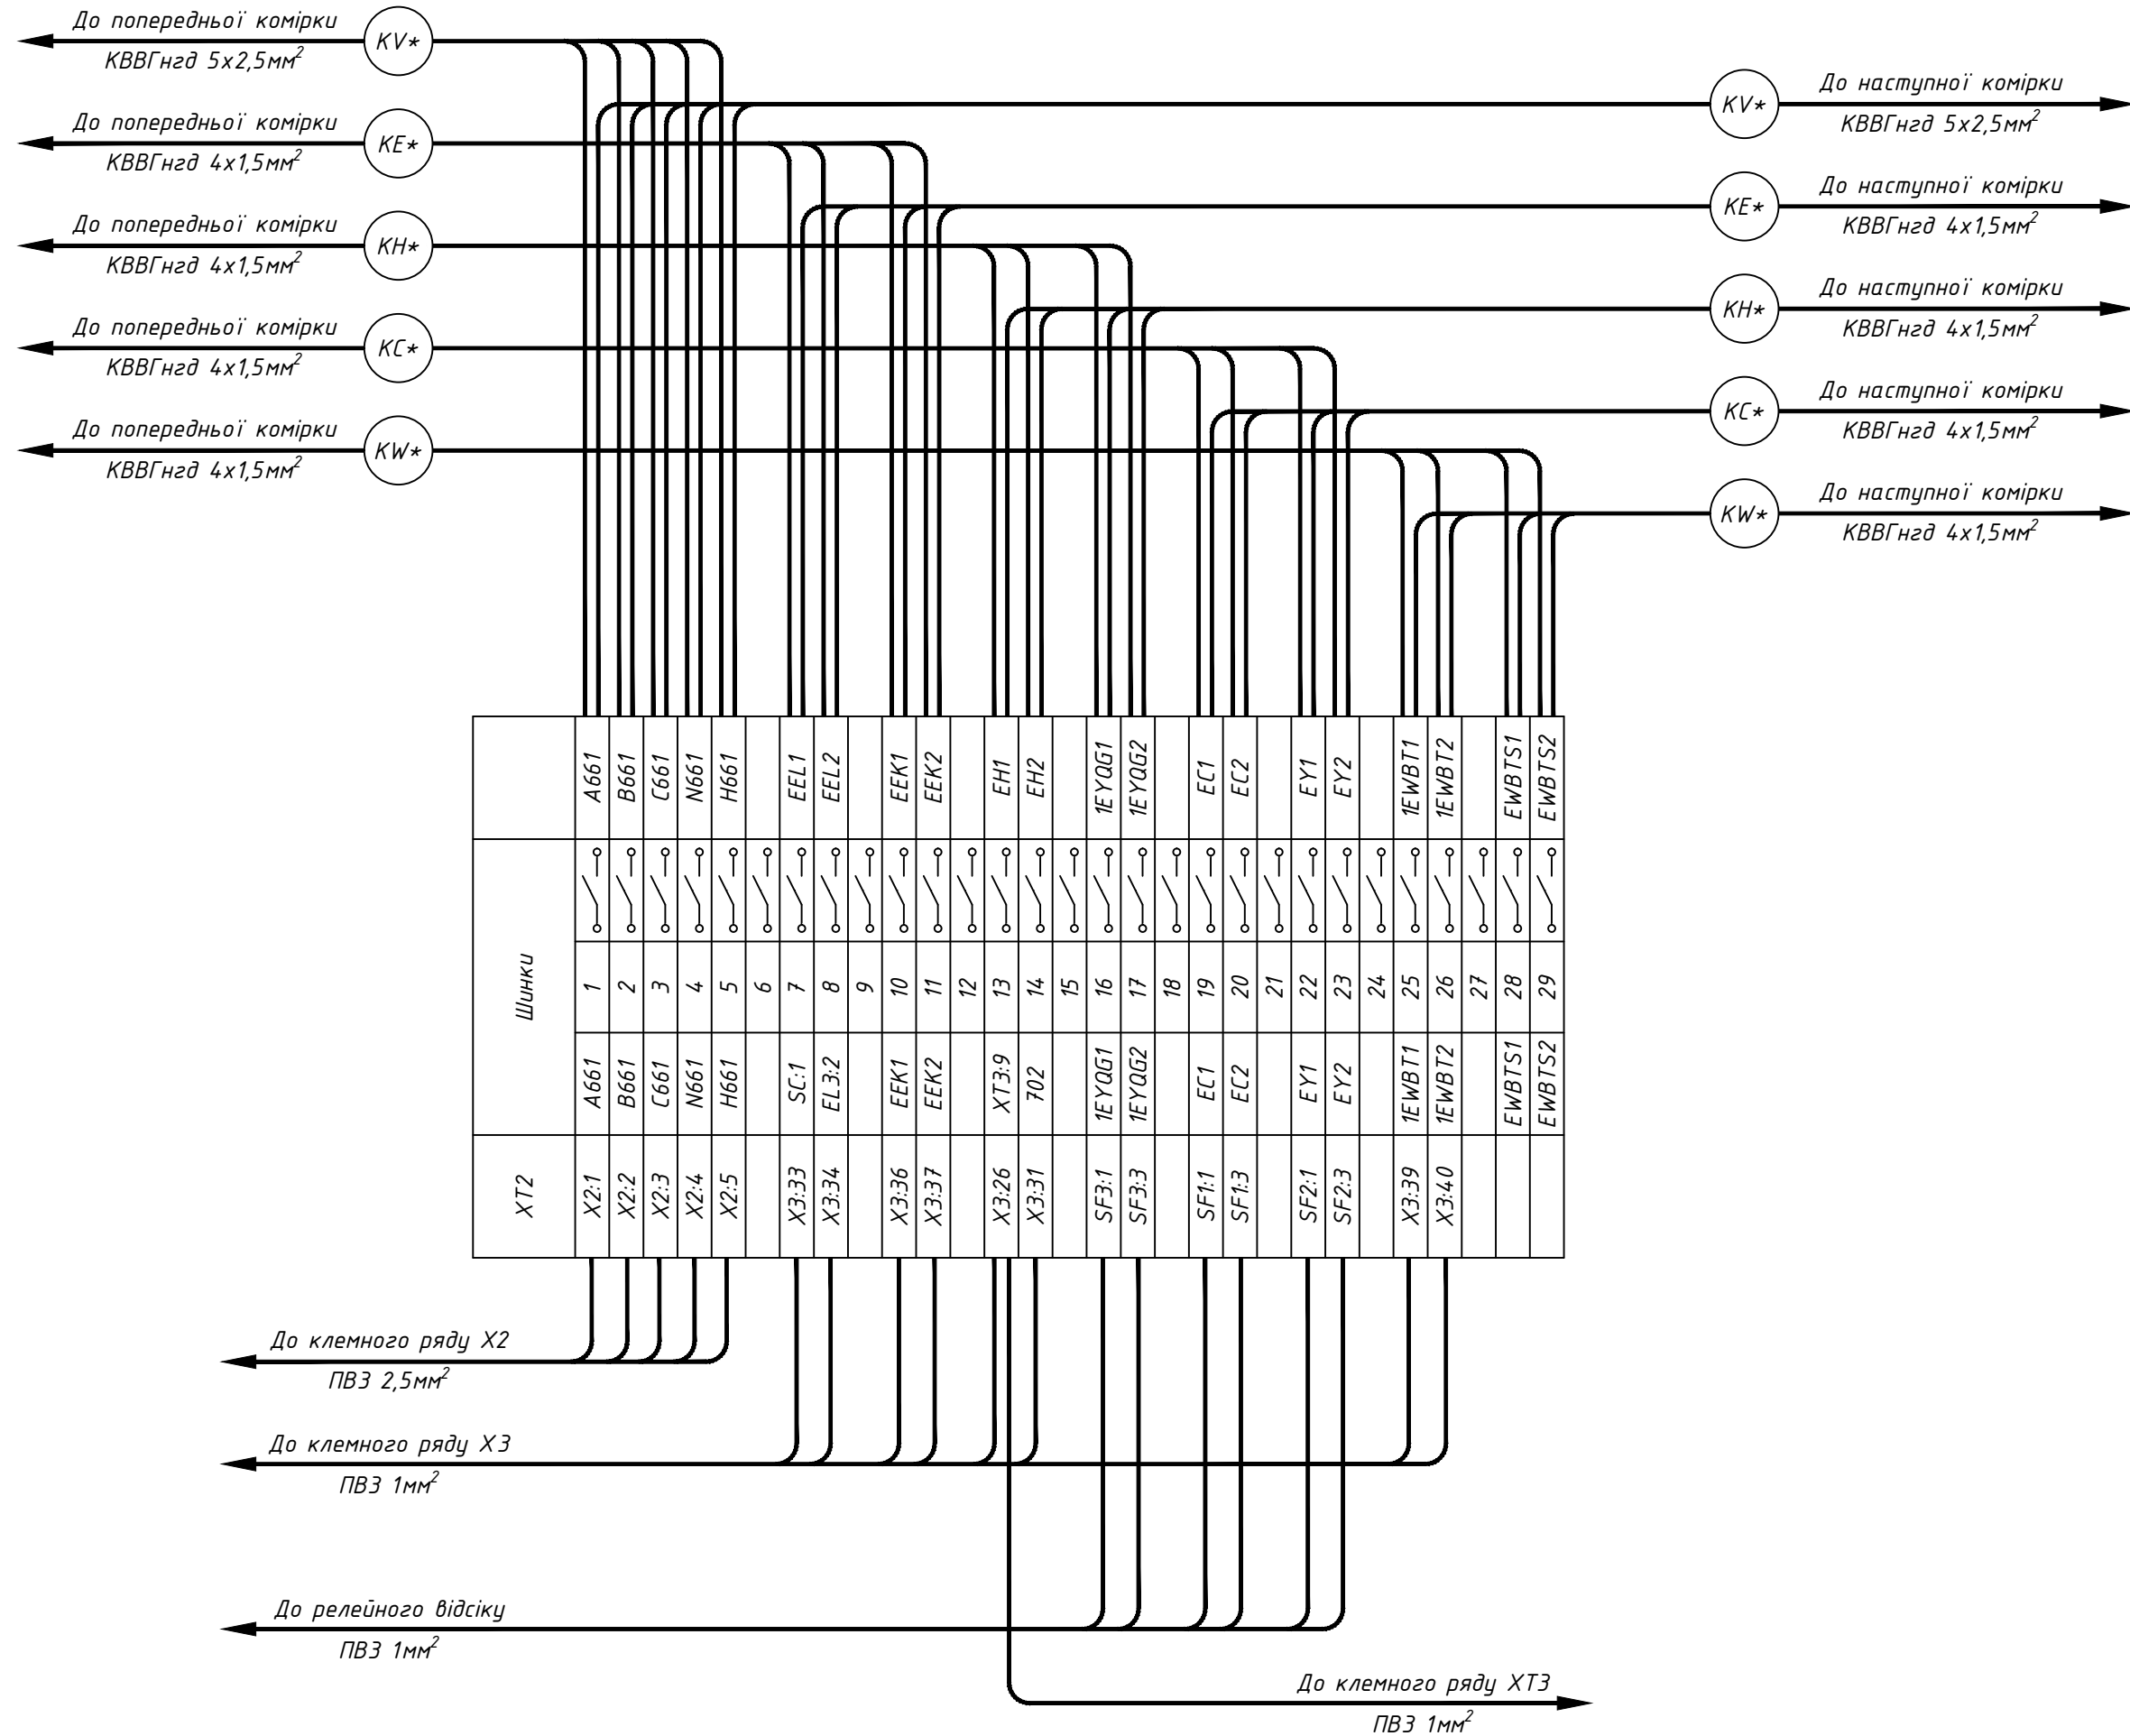 До попередньої комірки
KV*
КВВГнгд 5х2,5мм²
До попередньої комірки
KE*
КВВГнгд 4х1,5мм²
До попередньої комірки
KH*
КВВГнгд 4х1,5мм²
До попередньої комірки
KC*
КВВГнгд 4х1,5мм²
До попередньої комірки
KW*
КВВГнгд 4х1,5мм²
До наступної комірки
KV*
КВВГнгд 5х2,5мм²
До наступної комірки
KE*
КВВГнгд 4х1,5мм²
До наступної комірки
KH*
КВВГнгд 4х1,5мм²
До наступної комірки
KC*
КВВГнгд 4х1,5мм²
До наступної комірки
KW*
КВВГнгд 4х1,5мм²
A661 B661 C661 N661 H661 EEL1 EEL2 EEK1 EEK2 EH1 EH2 1EYQG1 1EYQG2 EC1 EC2 EY1 EY2 1EWBT1 1EWBT2 EWBTS1 EWBTS2
Шинки 1 2 3 4 5 6 7 8 9 10 11 12 13 14 15 16 17 18 19 20 21 22 23 24 25 26 27 28 29
A661 B661 C661 N661 H661 SC:1 EL3:2 EEK1 EEK2 XT3:9 702 1EYQG1 1EYQG2 EC1 EC2 EY1 EY2 1EWBT1 1EWBT2 EWBTS1 EWBTS2
XT2 X2:1 X2:2 X2:3 X2:4 X2:5 X3:33 X3:34 X3:36 X3:37 X3:26 X3:31 SF3:1 SF3:3 SF1:1 SF1:3 SF2:1 SF2:3 X3:39 X3:40
До клемного ряду X2
ПВ3 2,5мм²
До клемного ряду X3
ПВ3 1мм²
До релейного відсіку
ПВ3 1мм²
До клемного ряду XT3
ПВ3 1мм²